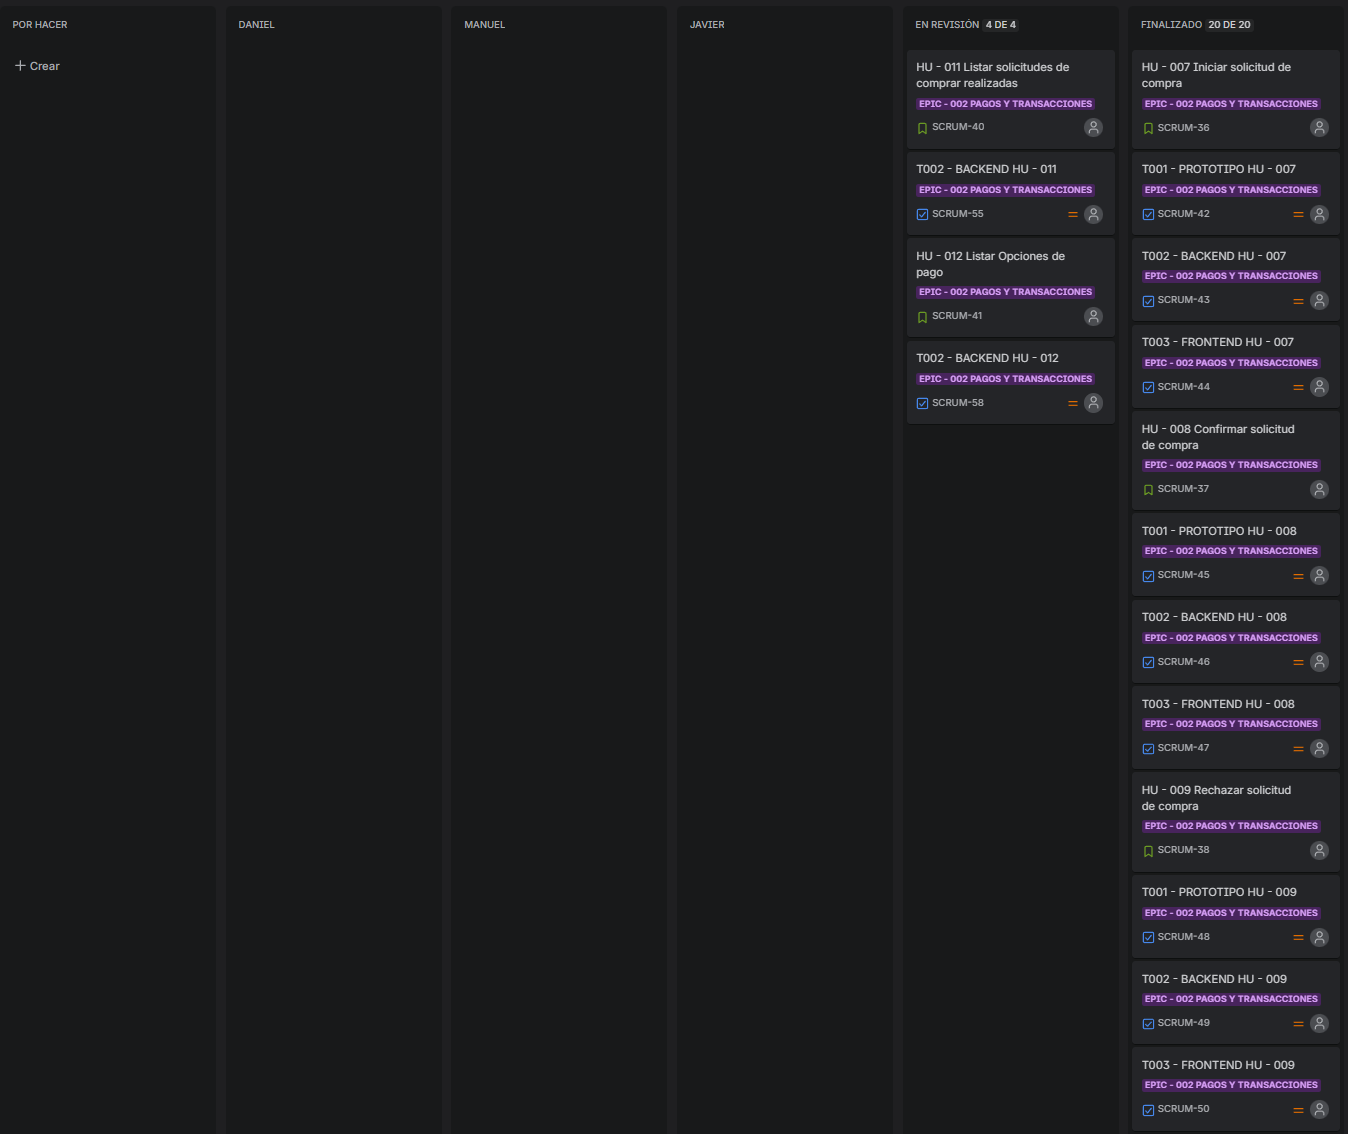 POR HACER
+ Crear
DANIEL
MANUEL
JAVIER
EN REVISIÓN 4 DE 4
HU - 011 Listar solicitudes de
comprar realizadas
EPIC - 002 PAGOS Y TRANSACCIONES
SCRUM-40
T002 - BACKEND HU - 011
EPIC - 002 PAGOS Y TRANSACCIONES
SCRUM-55
HU - 012 Listar Opciones de
pago
EPIC - 002 PAGOS Y TRANSACCIONES
SCRUM-41
T002 - BACKEND HU - 012
EPIC - 002 PAGOS Y TRANSACCIONES
SCRUM-58
FINALIZADO 20 DE 20
HU - 007 Iniciar solicitud de
compra
EPIC - 002 PAGOS Y TRANSACCIONES
SCRUM-36
T001 - PROTOTIPO HU - 007
EPIC - 002 PAGOS Y TRANSACCIONES
SCRUM-42
T002 - BACKEND HU - 007
EPIC - 002 PAGOS Y TRANSACCIONES
SCRUM-43
T003 - FRONTEND HU - 007
EPIC - 002 PAGOS Y TRANSACCIONES
SCRUM-44
HU - 008 Confirmar solicitud
de compra
EPIC - 002 PAGOS Y TRANSACCIONES
SCRUM-37
T001 - PROTOTIPO HU - 008
EPIC - 002 PAGOS Y TRANSACCIONES
SCRUM-45
T002 - BACKEND HU - 008
EPIC - 002 PAGOS Y TRANSACCIONES
SCRUM-46
T003 - FRONTEND HU - 008
EPIC - 002 PAGOS Y TRANSACCIONES
SCRUM-47
HU - 009 Rechazar solicitud
de compra
EPIC - 002 PAGOS Y TRANSACCIONES
SCRUM-38
T001 - PROTOTIPO HU - 009
EPIC - 002 PAGOS Y TRANSACCIONES
SCRUM-48
T002 - BACKEND HU - 009
EPIC - 002 PAGOS Y TRANSACCIONES
SCRUM-49
T003 - FRONTEND HU - 009
EPIC - 002 PAGOS Y TRANSACCIONES
SCRUM-50